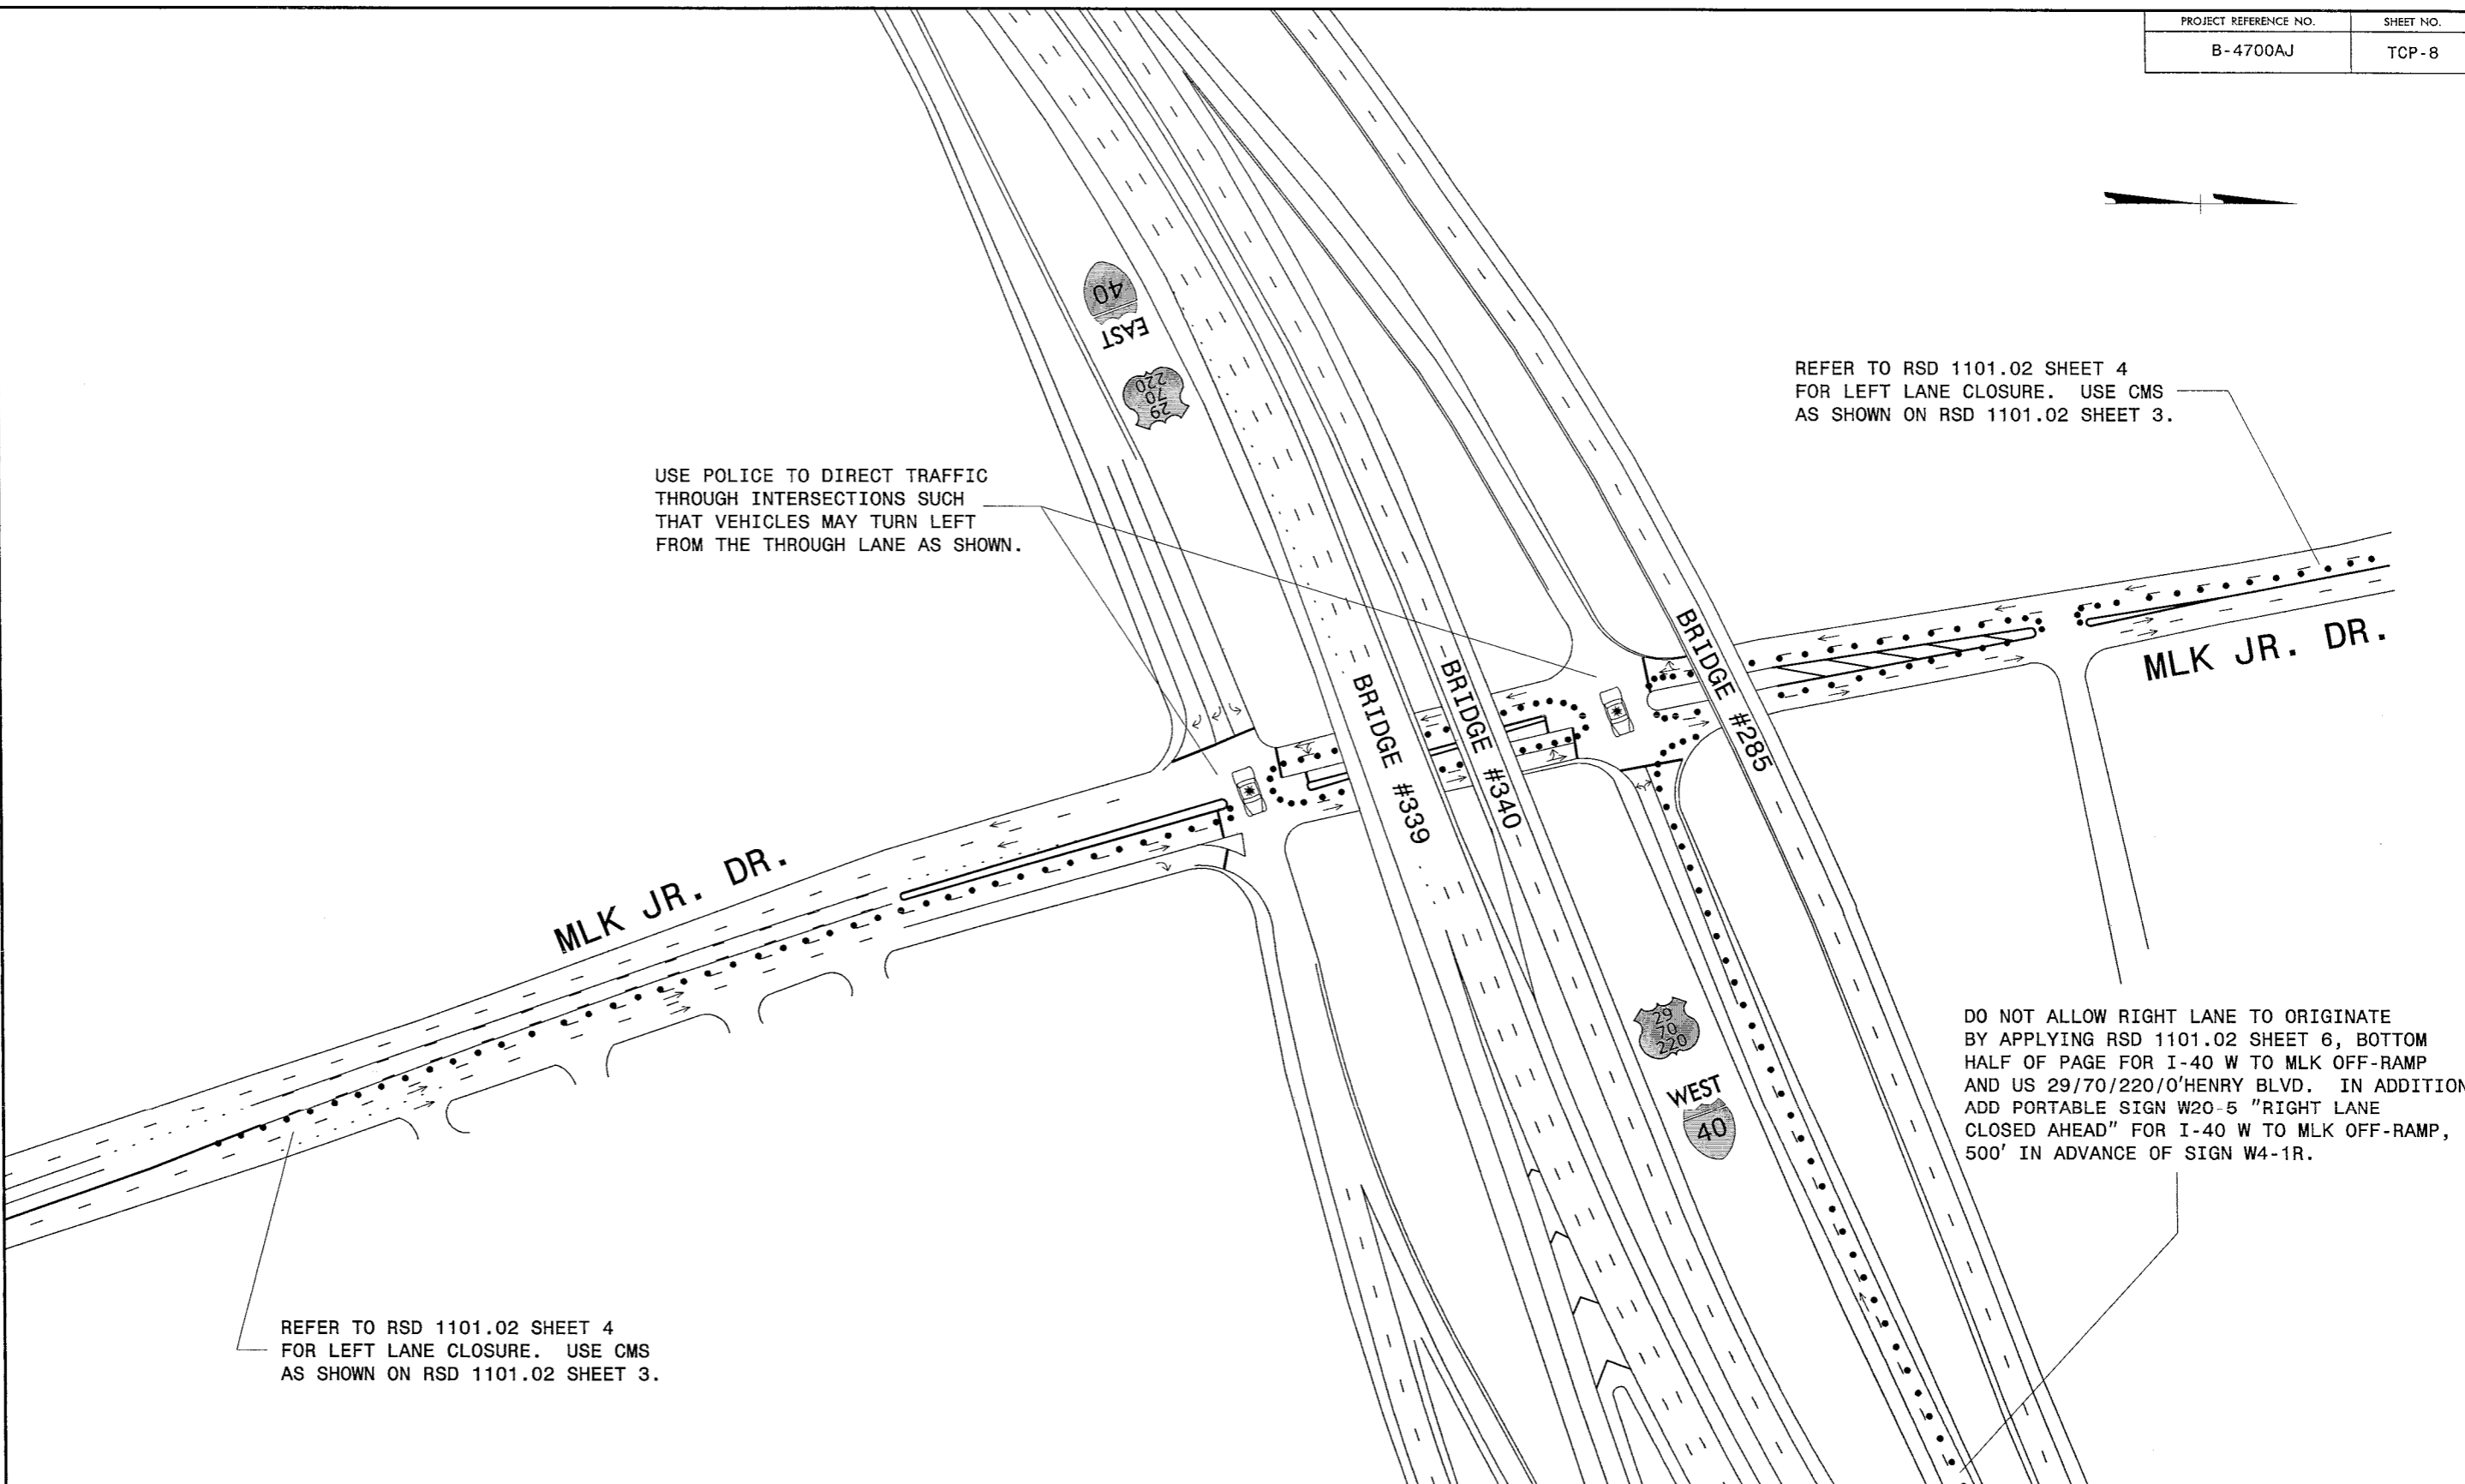 PROJECT REFERENCE NO.
SHEET NO.
B-4700AJ
TCP-8
40
EAST
29
70
220
REFER TO RSD 1101.02 SHEET 4
FOR LEFT LANE CLOSURE. USE CMS
AS SHOWN ON RSD 1101.02 SHEET 3.
USE POLICE TO DIRECT TRAFFIC
THROUGH INTERSECTIONS SUCH
THAT VEHICLES MAY TURN LEFT
FROM THE THROUGH LANE AS SHOWN.
BRIDGE #339
BRIDGE #340
BRIDGE #285
MLK JR. DR.
MLK JR. DR.
29
70
220
WEST
40
DO NOT ALLOW RIGHT LANE TO ORIGINATE
BY APPLYING RSD 1101.02 SHEET 6, BOTTOM
HALF OF PAGE FOR I-40 W TO MLK OFF-RAMP
AND US 29/70/220/O'HENRY BLVD. IN ADDITION
ADD PORTABLE SIGN W20-5 "RIGHT LANE
CLOSED AHEAD" FOR I-40 W TO MLK OFF-RAMP,
500' IN ADVANCE OF SIGN W4-1R.
REFER TO RSD 1101.02 SHEET 4
FOR LEFT LANE CLOSURE. USE CMS
AS SHOWN ON RSD 1101.02 SHEET 3.